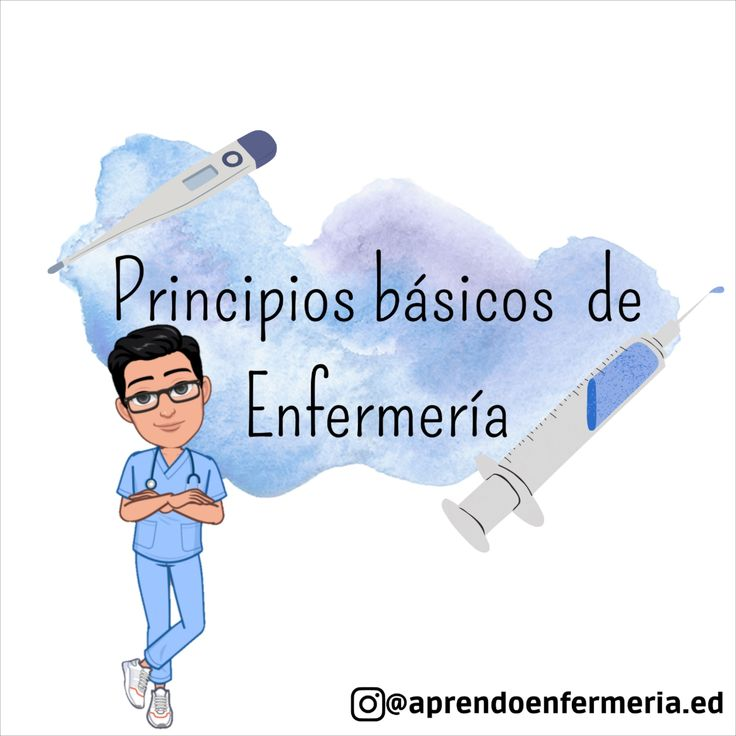 Principios básicos de
Enfermería
@aprendoenfermeria.ed